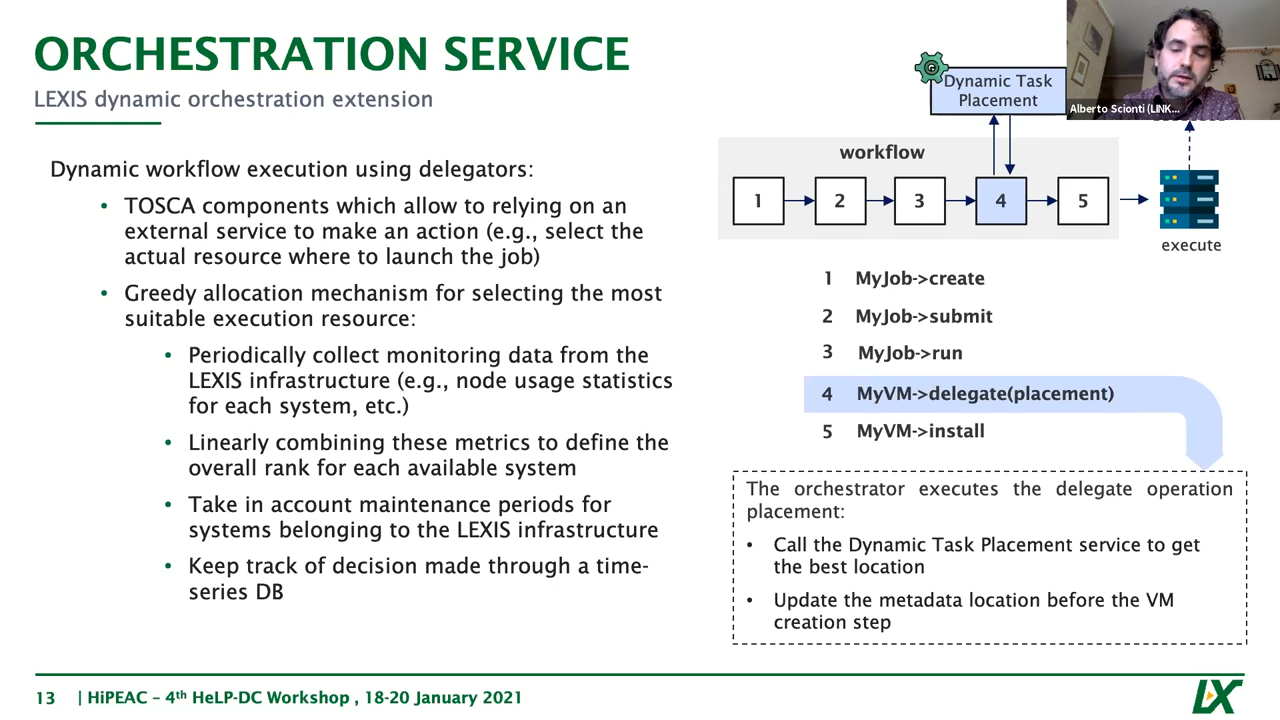 ORCHESTRATION SERVICE
LEXIS dynamic orchestration extension
Dynamic workflow execution using delegators:
• TOSCA components which allow to relying on an
external service to make an action (e.g., select the
actual resource where to launch the job)
• Greedy allocation mechanism for selecting the most
suitable execution resource:
• Periodically collect monitoring data from the
LEXIS infrastructure (e.g., node usage statistics
for each system, etc.)
• Linearly combining these metrics to define the
overall rank for each available system
• Take in account maintenance periods for
systems belonging to the LEXIS infrastructure
• Keep track of decision made through a time-
series DB
Dynamic Task
Placement
Alberto Scionti (LINK...
workflow
1 2 3 4 5
execute
1 MyJob->create
2 MyJob->submit
3 MyJob->run
4 MyVM->delegate(placement)
5 MyVM->install
The orchestrator executes the delegate operation
placement:
• Call the Dynamic Task Placement service to get
the best location
• Update the metadata location before the VM
creation step
13 | HiPEAC – 4th HeLP-DC Workshop , 18-20 January 2021
LX